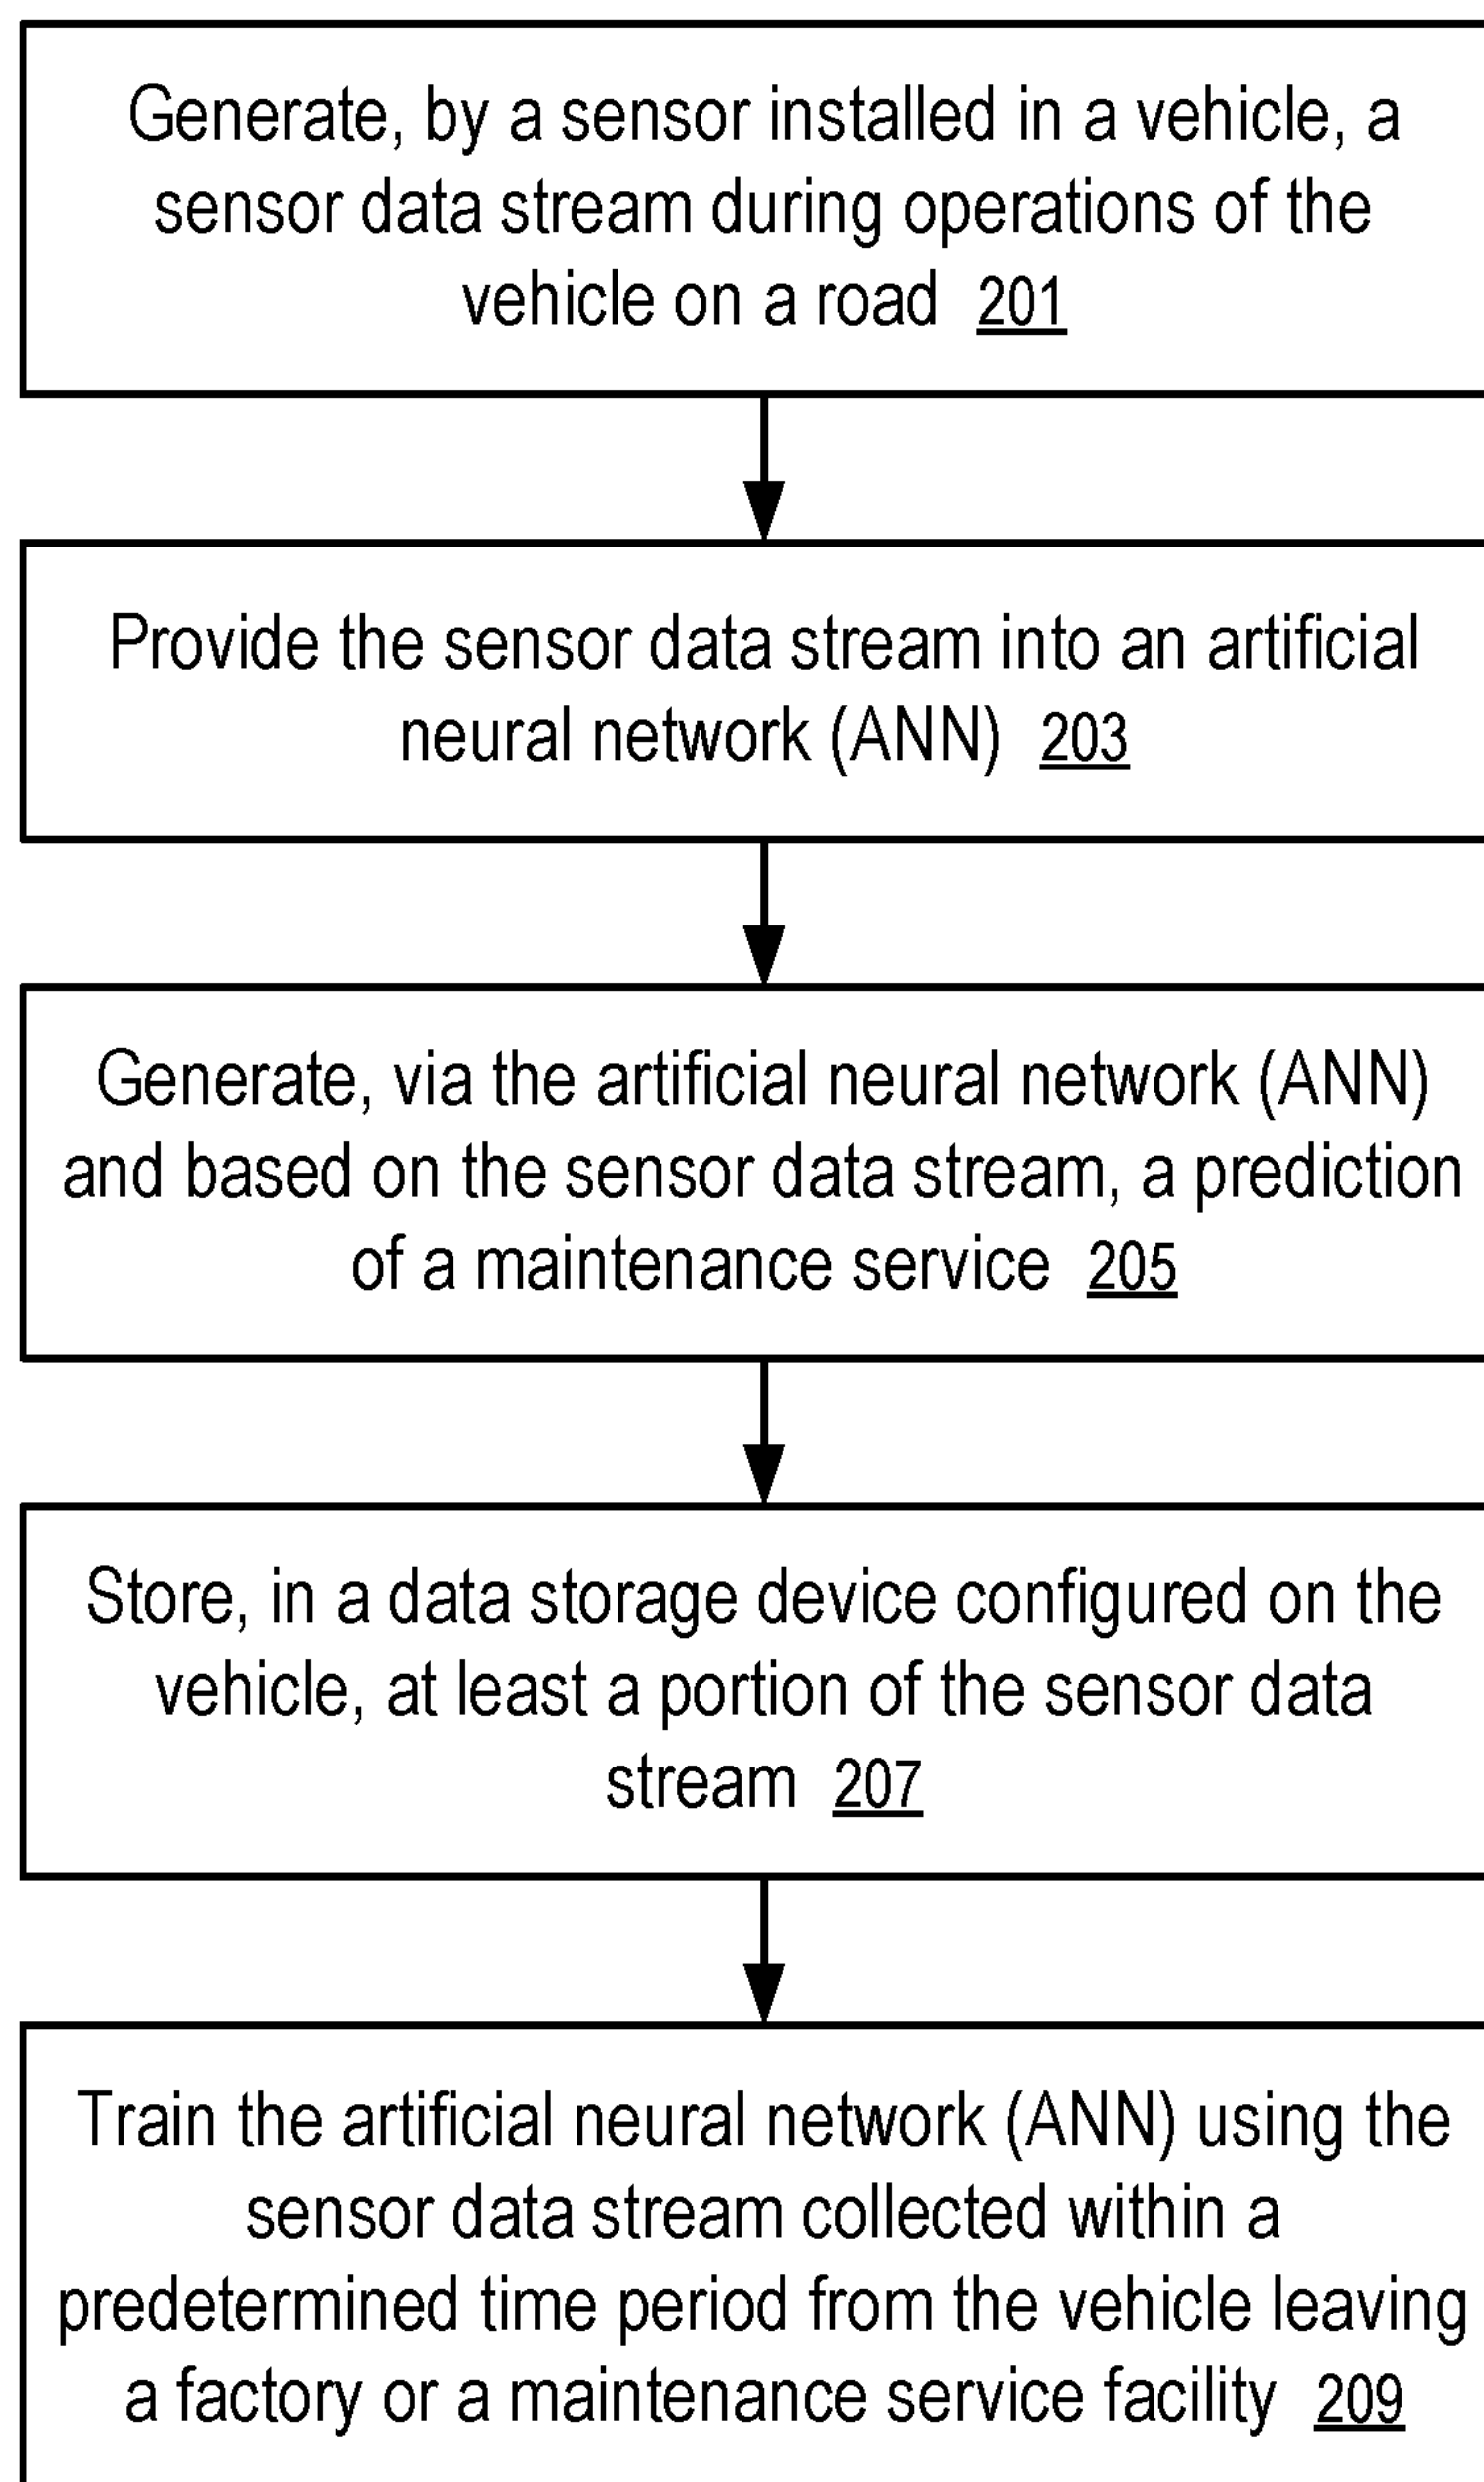 Generate, by a sensor installed in a vehicle, a
sensor data stream during operations of the
vehicle on a road 201
Provide the sensor data stream into an artificial
neural network (ANN) 203
Generate, via the artificial neural network (ANN)
and based on the sensor data stream, a prediction
of a maintenance service 205
Store, in a data storage device configured on the
vehicle, at least a portion of the sensor data
stream 207
Train the artificial neural network (ANN) using the
sensor data stream collected within a
predetermined time period from the vehicle leaving
a factory or a maintenance service facility 209